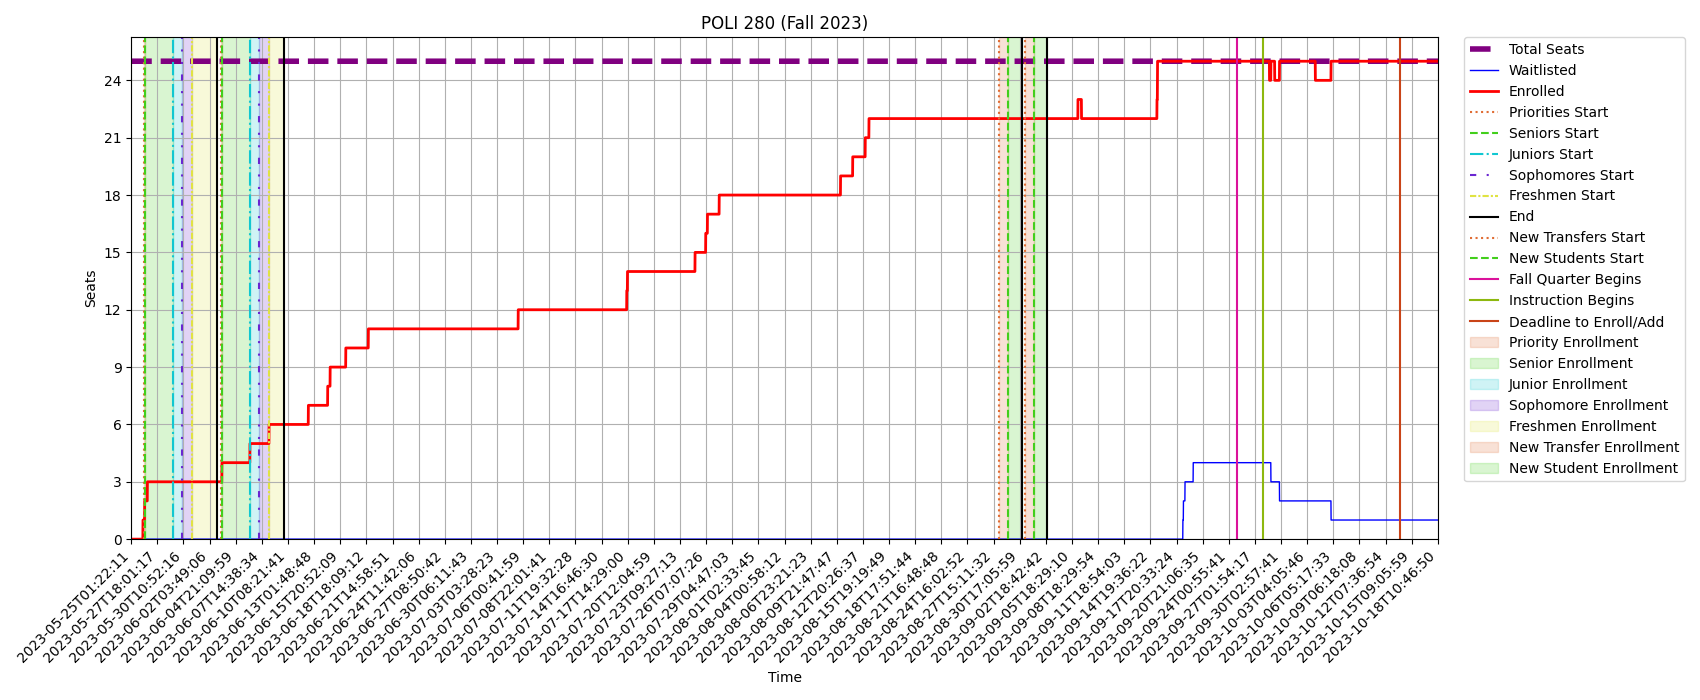 POLI 280 (Fall 2023)
24
21
18
15
12
9
6
3
0
Seats
2023-05-25T01:22:11
2023-05-27T18:01:17
2023-05-30T10:52:16
2023-06-02T03:49:06
2023-06-04T21:09:59
2023-06-07T14:38:34
2023-06-10T08:21:41
2023-06-13T01:48:48
2023-06-15T20:52:09
2023-06-18T18:09:12
2023-06-21T14:58:51
2023-06-24T11:42:06
2023-06-27T08:50:42
2023-06-30T06:11:43
2023-07-03T03:28:23
2023-07-06T00:41:59
2023-07-08T22:01:41
2023-07-11T19:32:28
2023-07-14T16:46:30
2023-07-17T14:29:00
2023-07-20T12:04:59
2023-07-23T09:27:13
2023-07-26T07:07:26
2023-07-29T04:47:03
2023-08-01T02:33:45
2023-08-04T00:58:12
2023-08-06T23:21:23
2023-08-09T21:47:47
2023-08-12T20:26:37
2023-08-15T19:19:49
2023-08-18T17:51:44
2023-08-21T16:48:48
2023-08-24T16:02:52
2023-08-27T15:11:32
2023-08-30T17:05:59
2023-09-02T18:42:42
2023-09-05T18:29:10
2023-09-08T18:29:54
2023-09-11T18:54:03
2023-09-14T19:36:22
2023-09-17T20:33:24
2023-09-20T21:06:35
2023-09-24T00:55:41
2023-09-27T01:54:17
2023-09-30T02:57:41
2023-10-03T04:05:46
2023-10-06T05:17:33
2023-10-09T06:18:08
2023-10-12T07:36:54
2023-10-15T09:05:59
2023-10-18T10:46:50
Time
Total Seats
Waitlisted
Enrolled
Priorities Start
Seniors Start
Juniors Start
Sophomores Start
Freshmen Start
End
New Transfers Start
New Students Start
Fall Quarter Begins
Instruction Begins
Deadline to Enroll/Add
Priority Enrollment
Senior Enrollment
Junior Enrollment
Sophomore Enrollment
Freshmen Enrollment
New Transfer Enrollment
New Student Enrollment